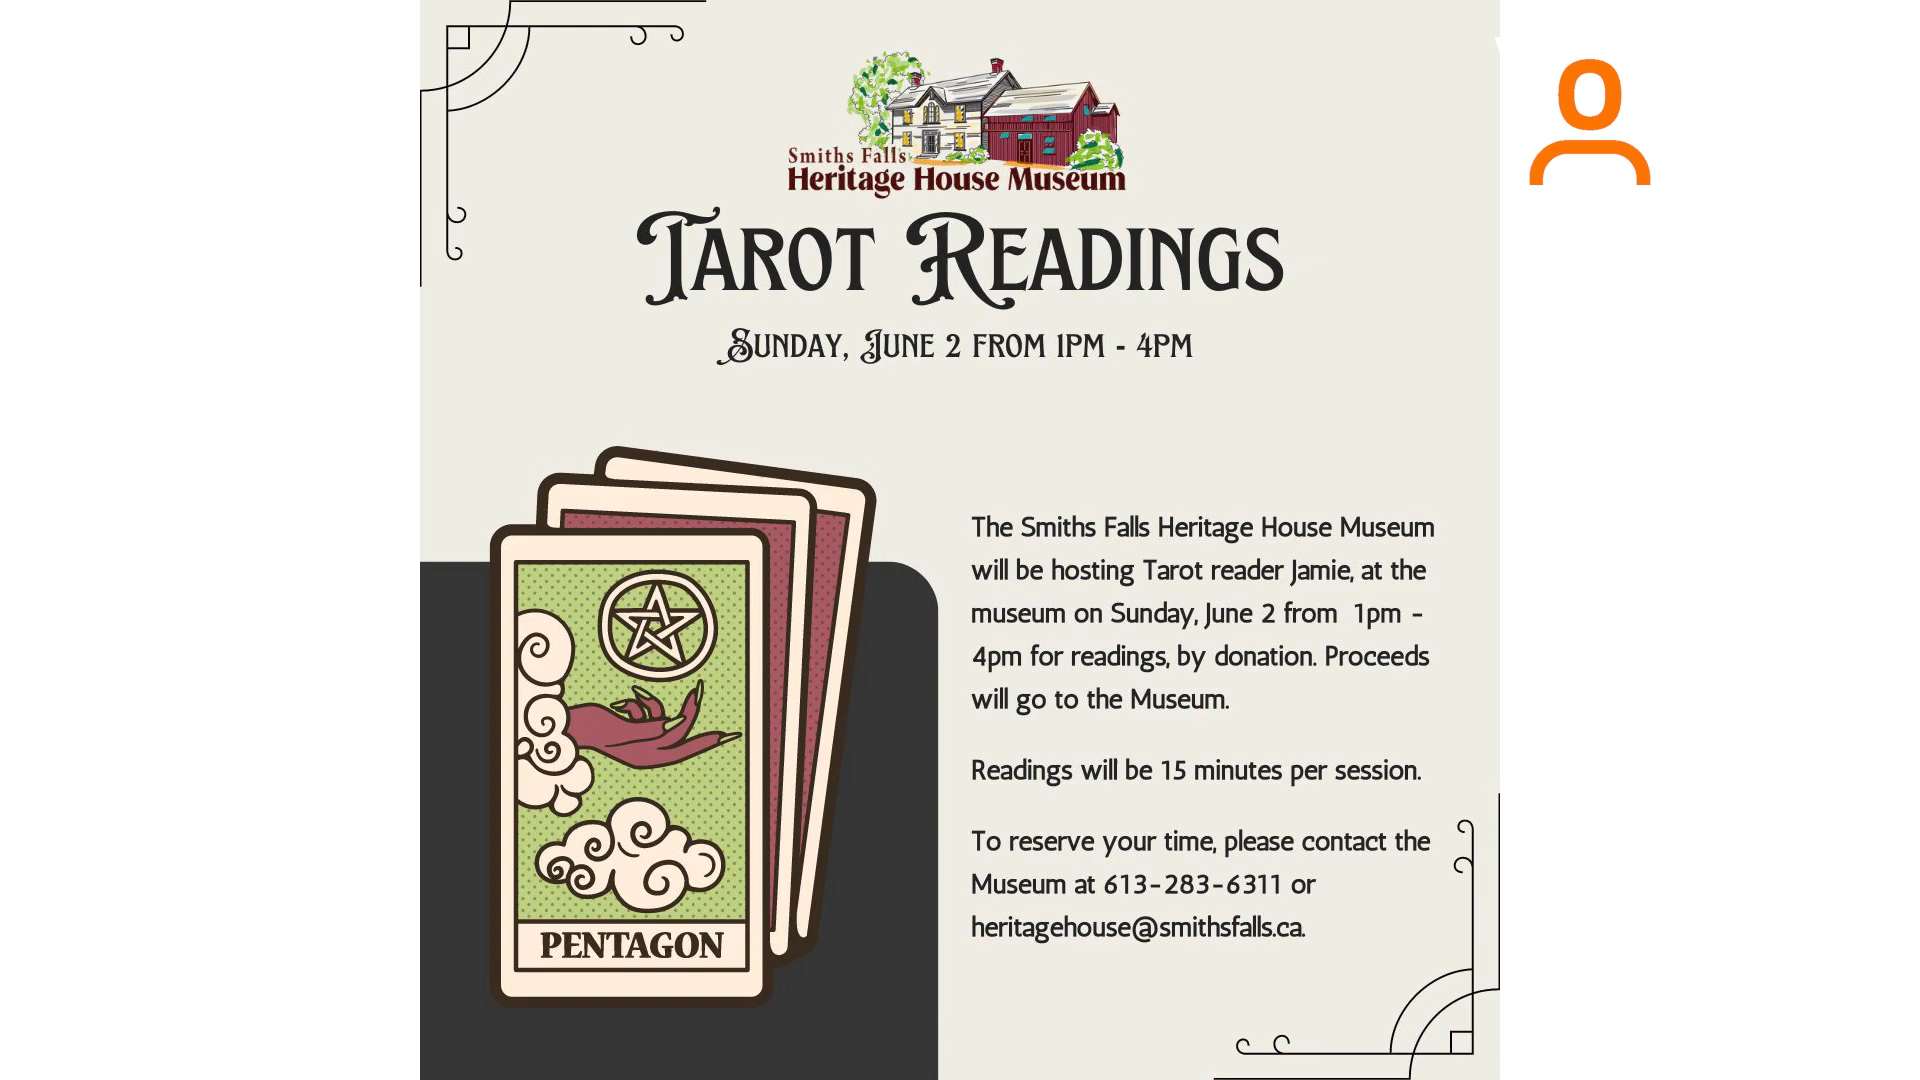 Smiths Falls
Heritage House Museum
Tarot Readings
Sunday, June 2 from 1pm - 4pm
The Smiths Falls Heritage House Museum
will be hosting Tarot reader Jamie, at the
museum on Sunday, June 2 from 1pm -
4pm for readings, by donation. Proceeds
will go to the Museum.
Readings will be 15 minutes per session.
To reserve your time, please contact the
Museum at 613-283-6311 or
heritagehouse@smithsfalls.ca.
PENTAGON